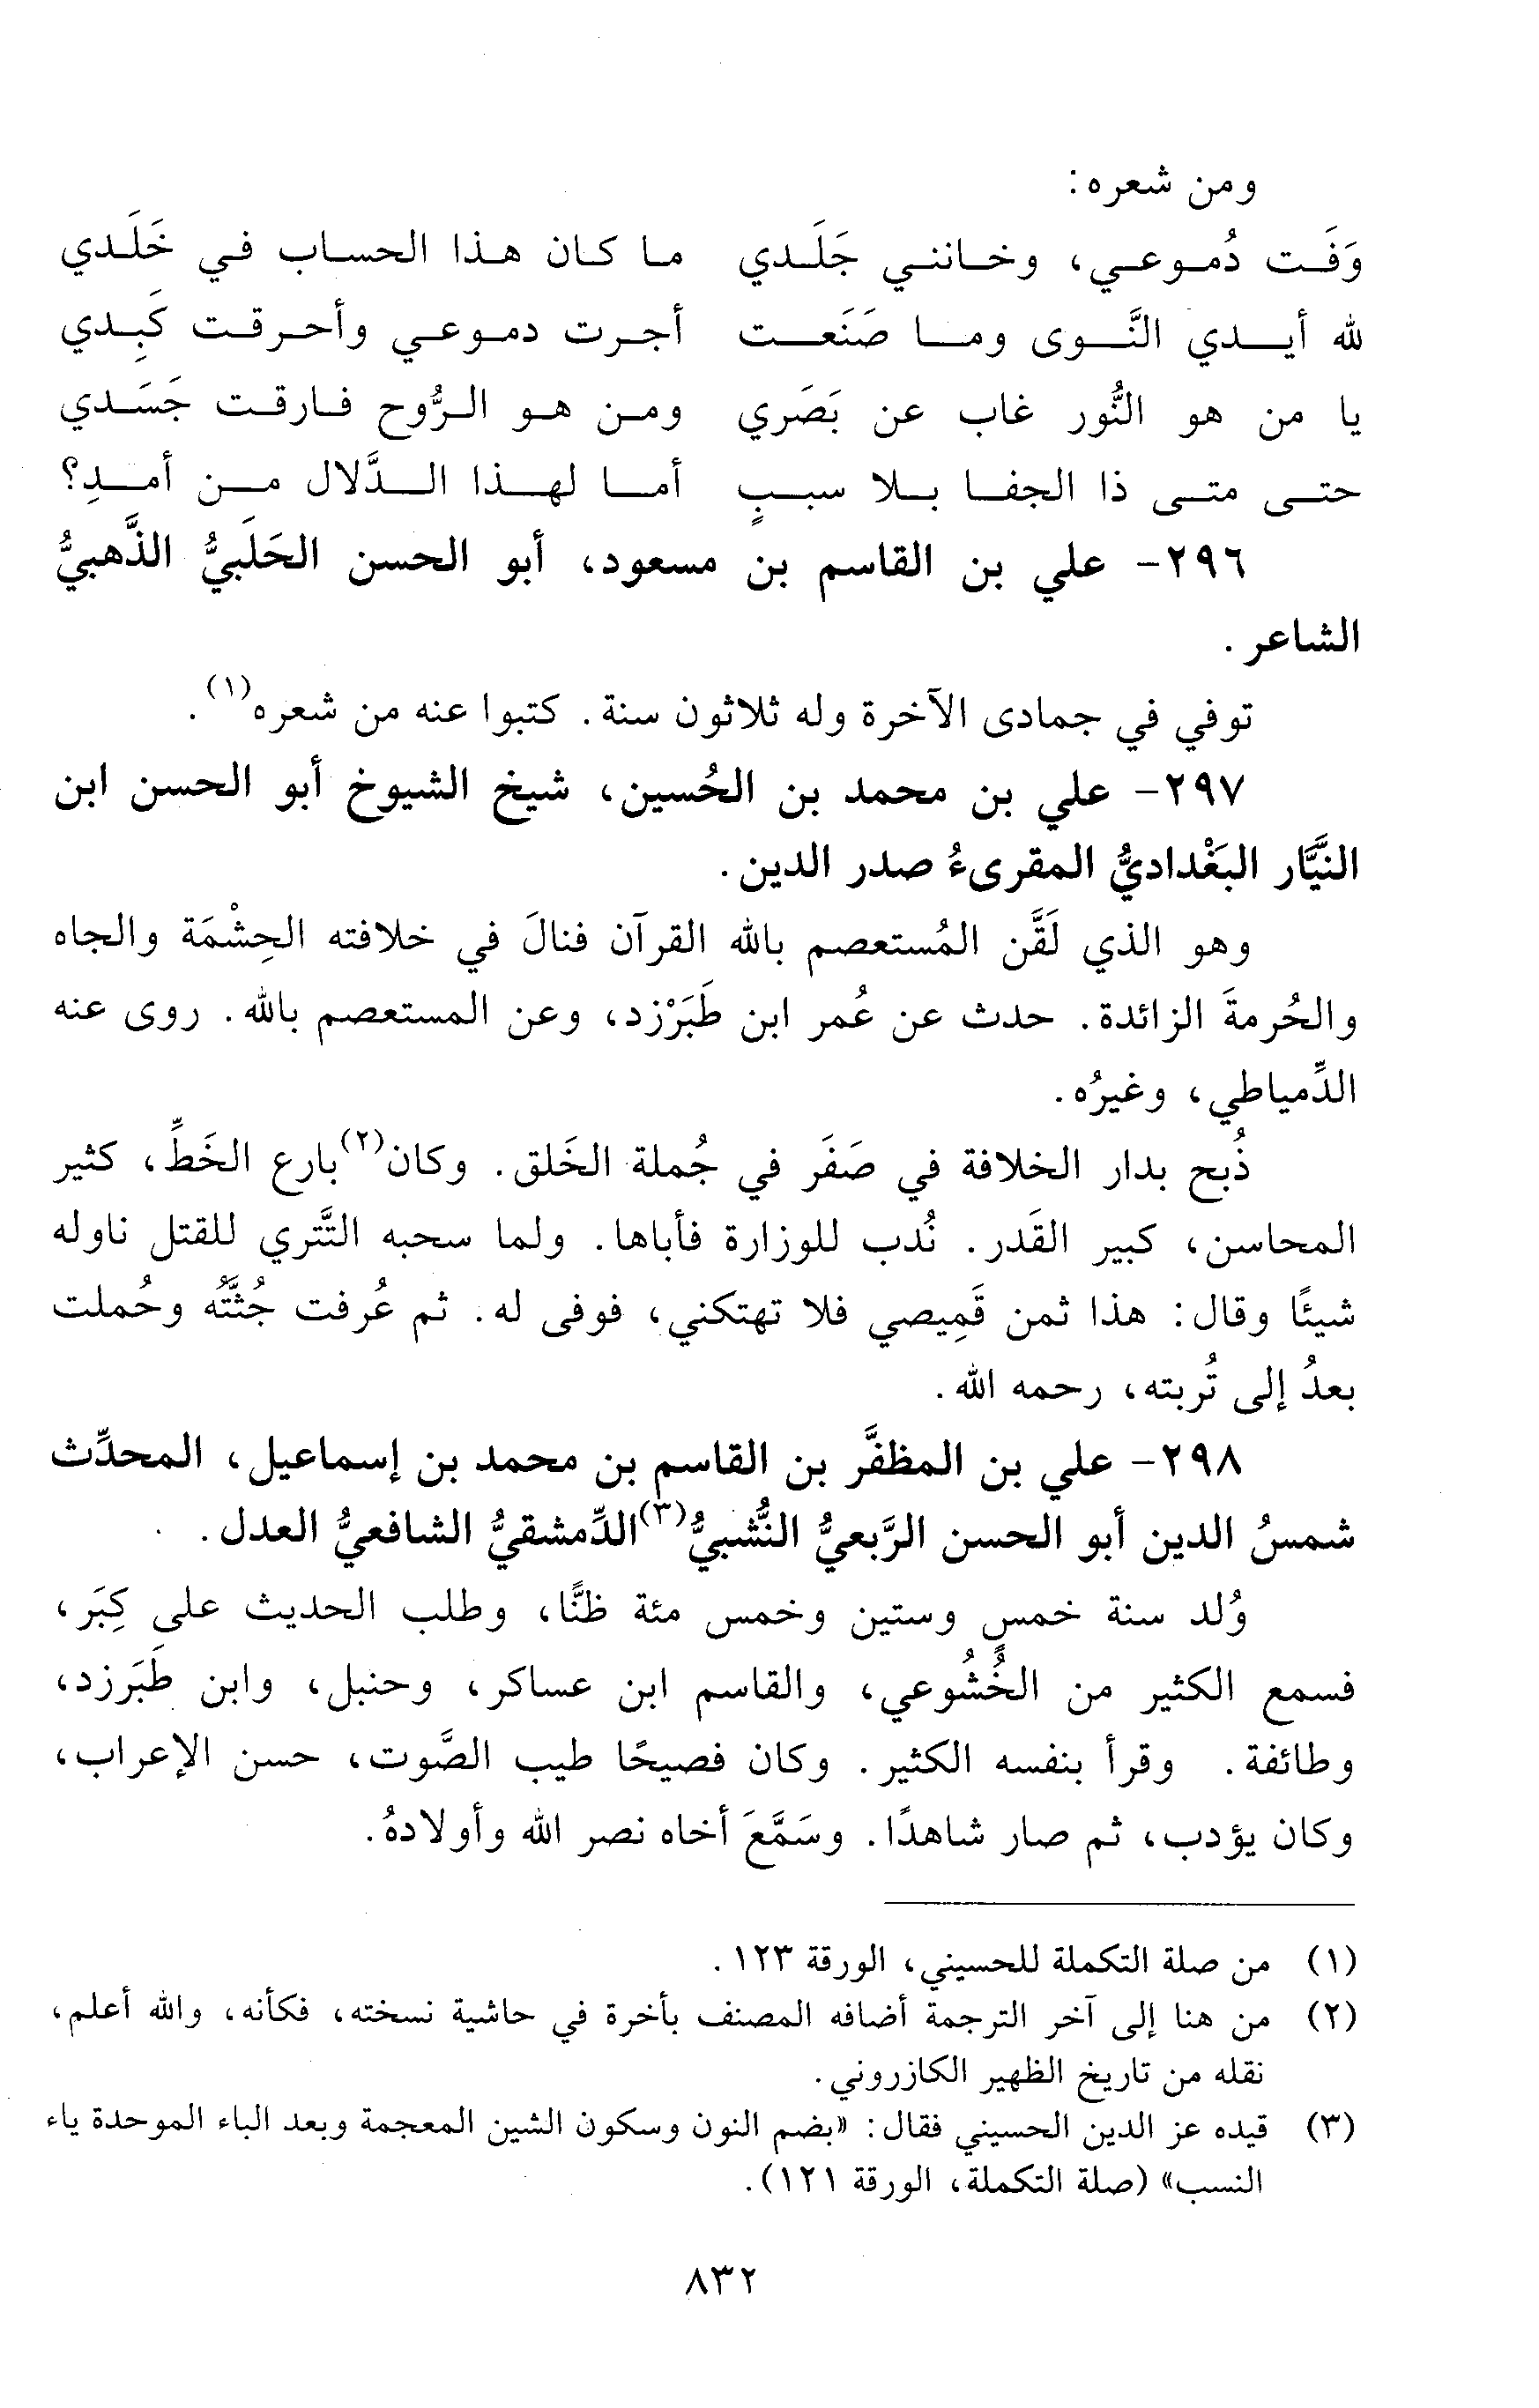 ومن شعره:
وَفَت دُموعي، وخانني جَلَدي ما كان هذا الحساب في خَلَدي
لله أيدي النَّوى وما صَنَعت أجرت دموعي وأحرقت كَبِدي
يا من هو النُّور غاب عن بَصَري ومن هو الرُّوح فارقت جَسَدي
حتى متى ذا الجفا بلا سببٍ أما لهذا الدَّلال من أمدِ؟
٢٩٦- علي بن القاسم بن مسعود، أبو الحسن الحَلَبيُّ الذَّهبيُّ
الشاعر.
توفي في جمادى الآخرة وله ثلاثون سنة. كتبوا عنه من شعره(١).
٢٩٧- علي بن محمد بن الحُسين، شيخ الشيوخ أبو الحسن ابن
النيَّار البَغْداديُّ المقرىءُ صدر الدين.
وهو الذي لَقَّن المُستعصم بالله القرآن فنالَ في خلافته الحِشْمَة والجاه
والحُرمةَ الزائدة. حدث عن عُمر ابن طَبَرْزد، وعن المستعصم بالله. روى عنه
الدِّمياطي، وغيرُه.
ذُبح بدار الخلافة في صَفَر في جُملة الخَلق. وكان(٢) بارع الخَطِّ، كثير
المحاسن، كبير القَدر. نُدب للوزارة فأباها. ولما سحبه التَّتري للقتل ناوله
شيئًا وقال: هذا ثمن قَمِيصي فلا تهتكني، فوفى له. ثم عُرفت جُثَّتُه وحُملت
بعدُ إلى تُربته، رحمه الله.
٢٩٨- علي بن المظفَّر بن القاسم بن محمد بن إسماعيل، المحدِّث
شمسُ الدين أبو الحسن الرَّبعيُّ النُّشبيُّ(٣) الدِّمشقيُّ الشافعيُّ العدل.
وُلد سنة خمسٍ وستين وخمس مئة ظنًّا، وطلب الحديث على كِبَر،
فسمع الكثير من الخُشُوعي، والقاسم ابن عساكر، وحنبل، وابن طَبَرزد،
وطائفة. وقرأ بنفسه الكثير. وكان فصيحًا طيب الصَّوت، حسن الإعراب،
وكان يؤدب، ثم صار شاهدًا. وسَمَّعَ أخاه نصر الله وأولادهُ.
(١) من صلة التكملة للحسيني، الورقة ١٢٣.
(٢) من هنا إلى آخر الترجمة أضافه المصنف بأخرة في حاشية نسخته، فكأنه، والله أعلم،
نقله من تاريخ الظهير الكازروني.
(٣) قيده عز الدين الحسيني فقال: «بضم النون وسكون الشين المعجمة وبعد الباء الموحدة ياء
النسب» (صلة التكملة، الورقة ١٢١).
٨٣٢